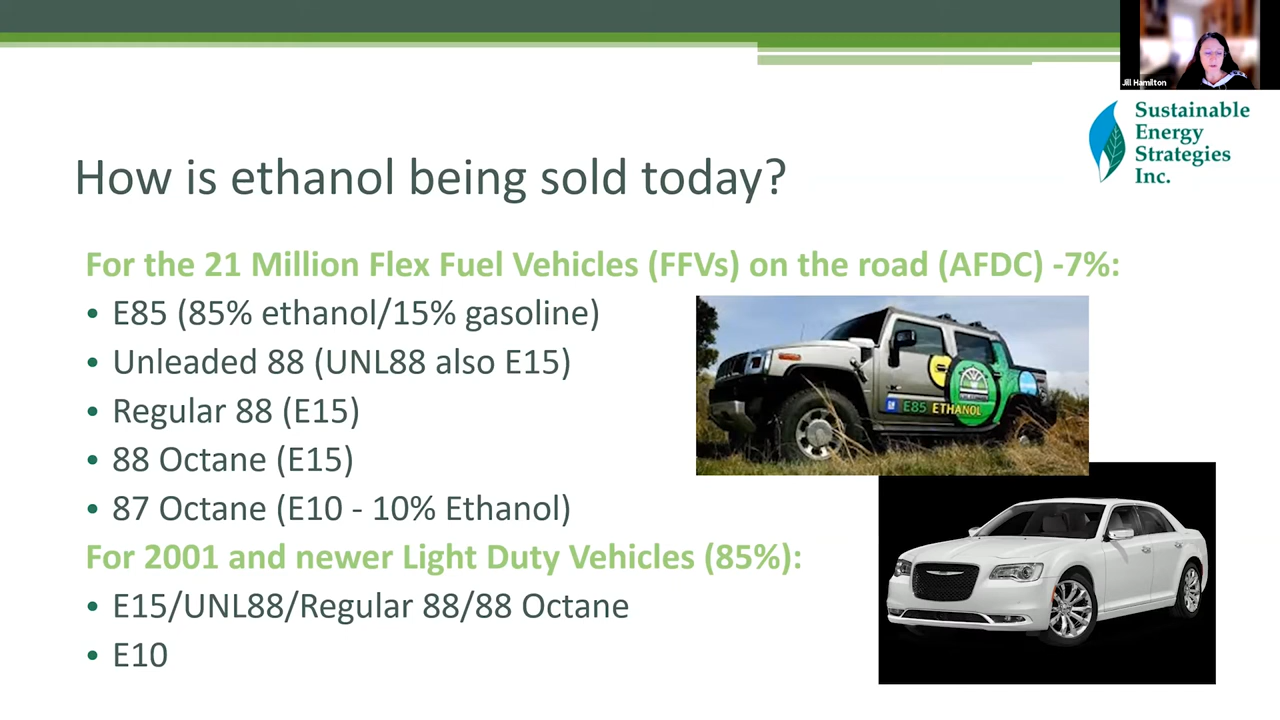 Jill Hamilton
Sustainable
Energy
Strategies
Inc.
How is ethanol being sold today?
For the 21 Million Flex Fuel Vehicles (FFVs) on the road (AFDC) -7%:
• E85 (85% ethanol/15% gasoline)
• Unleaded 88 (UNL88 also E15)
• Regular 88 (E15)
• 88 Octane (E15)
• 87 Octane (E10 - 10% Ethanol)
E85 ETHANOL
For 2001 and newer Light Duty Vehicles (85%):
• E15/UNL88/Regular 88/88 Octane
• E10